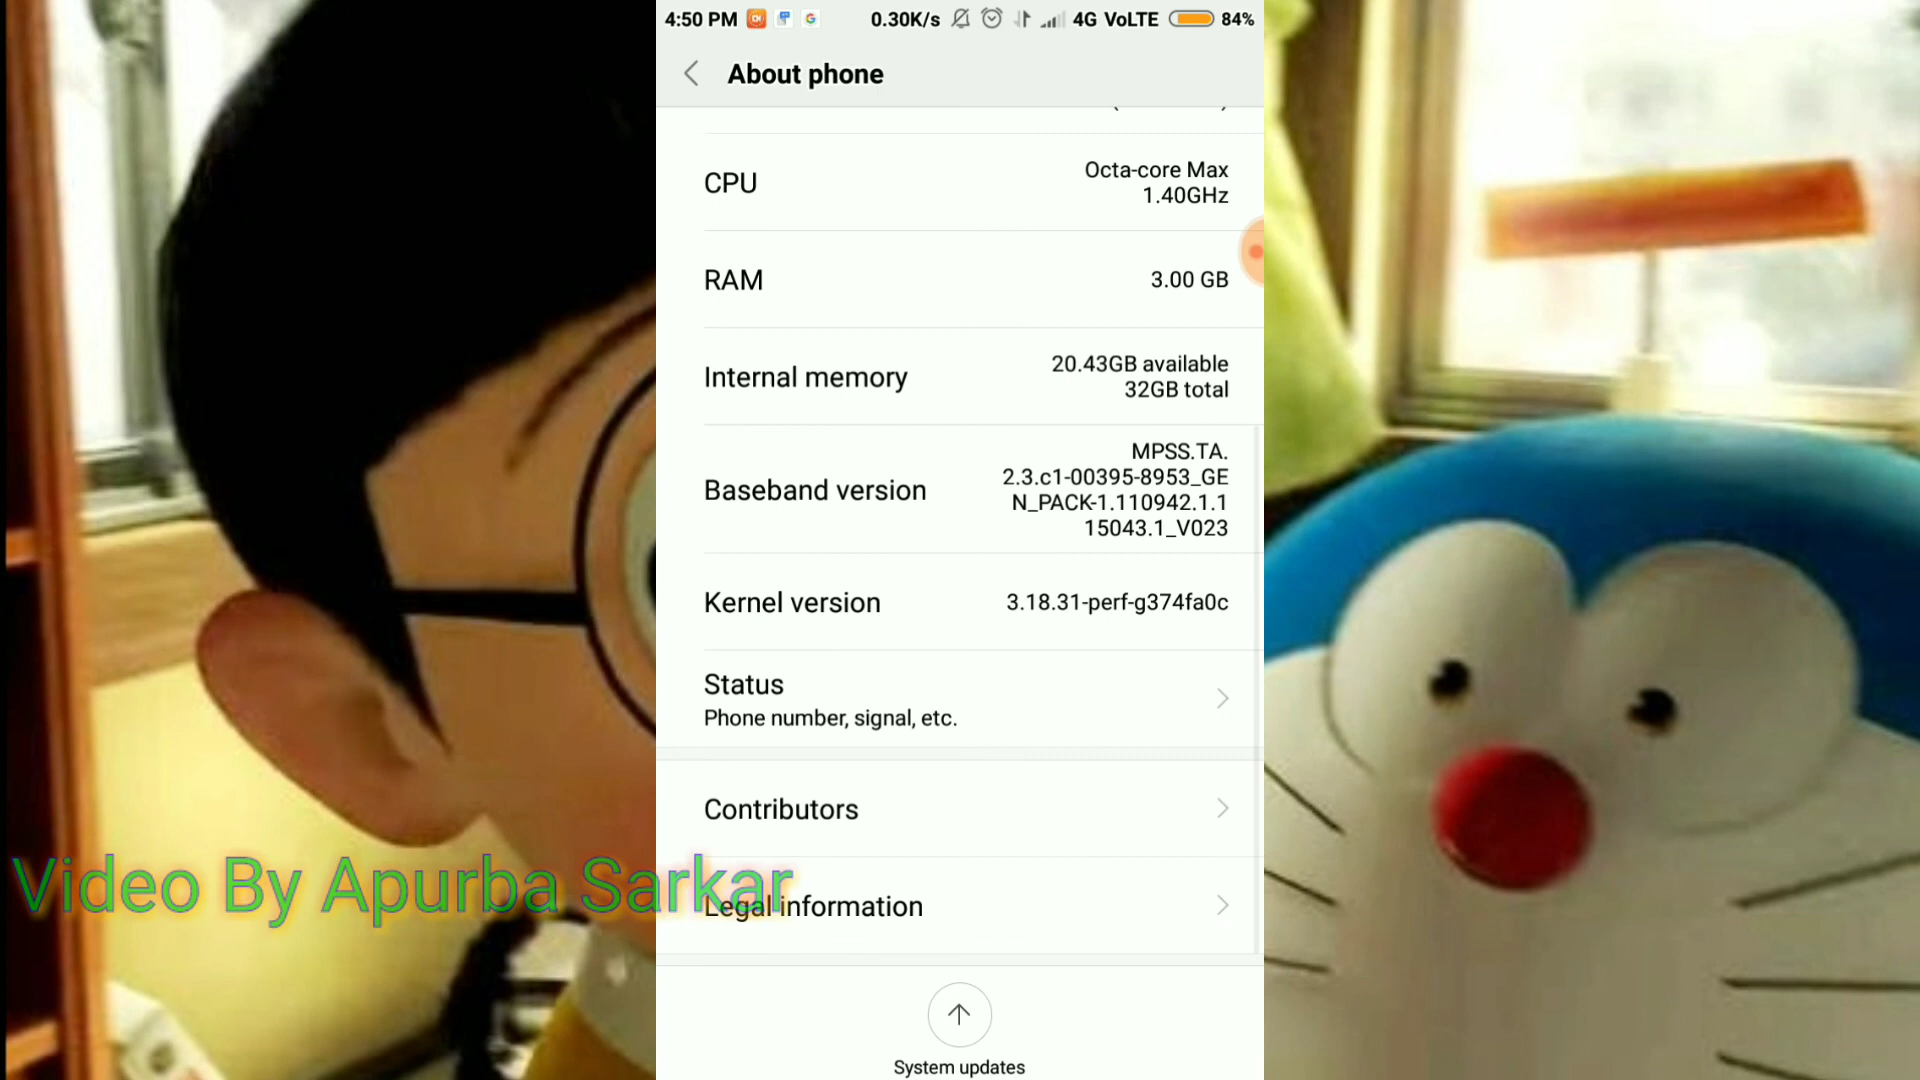 4:50 PM 0.30K/s 4G VoLTE 84%
About phone
CPU
Octa-core Max
1.40GHz
RAM
3.00 GB
Internal memory
20.43GB available
32GB total
Baseband version
MPSS.TA.
2.3.c1-00395-8953_GE
N_PACK-1.110942.1.1
15043.1_V023
Kernel version
3.18.31-perf-g374fa0c
Status
Phone number, signal, etc.
Contributors
Video By Apurba Sarkar
Legal information
System updates